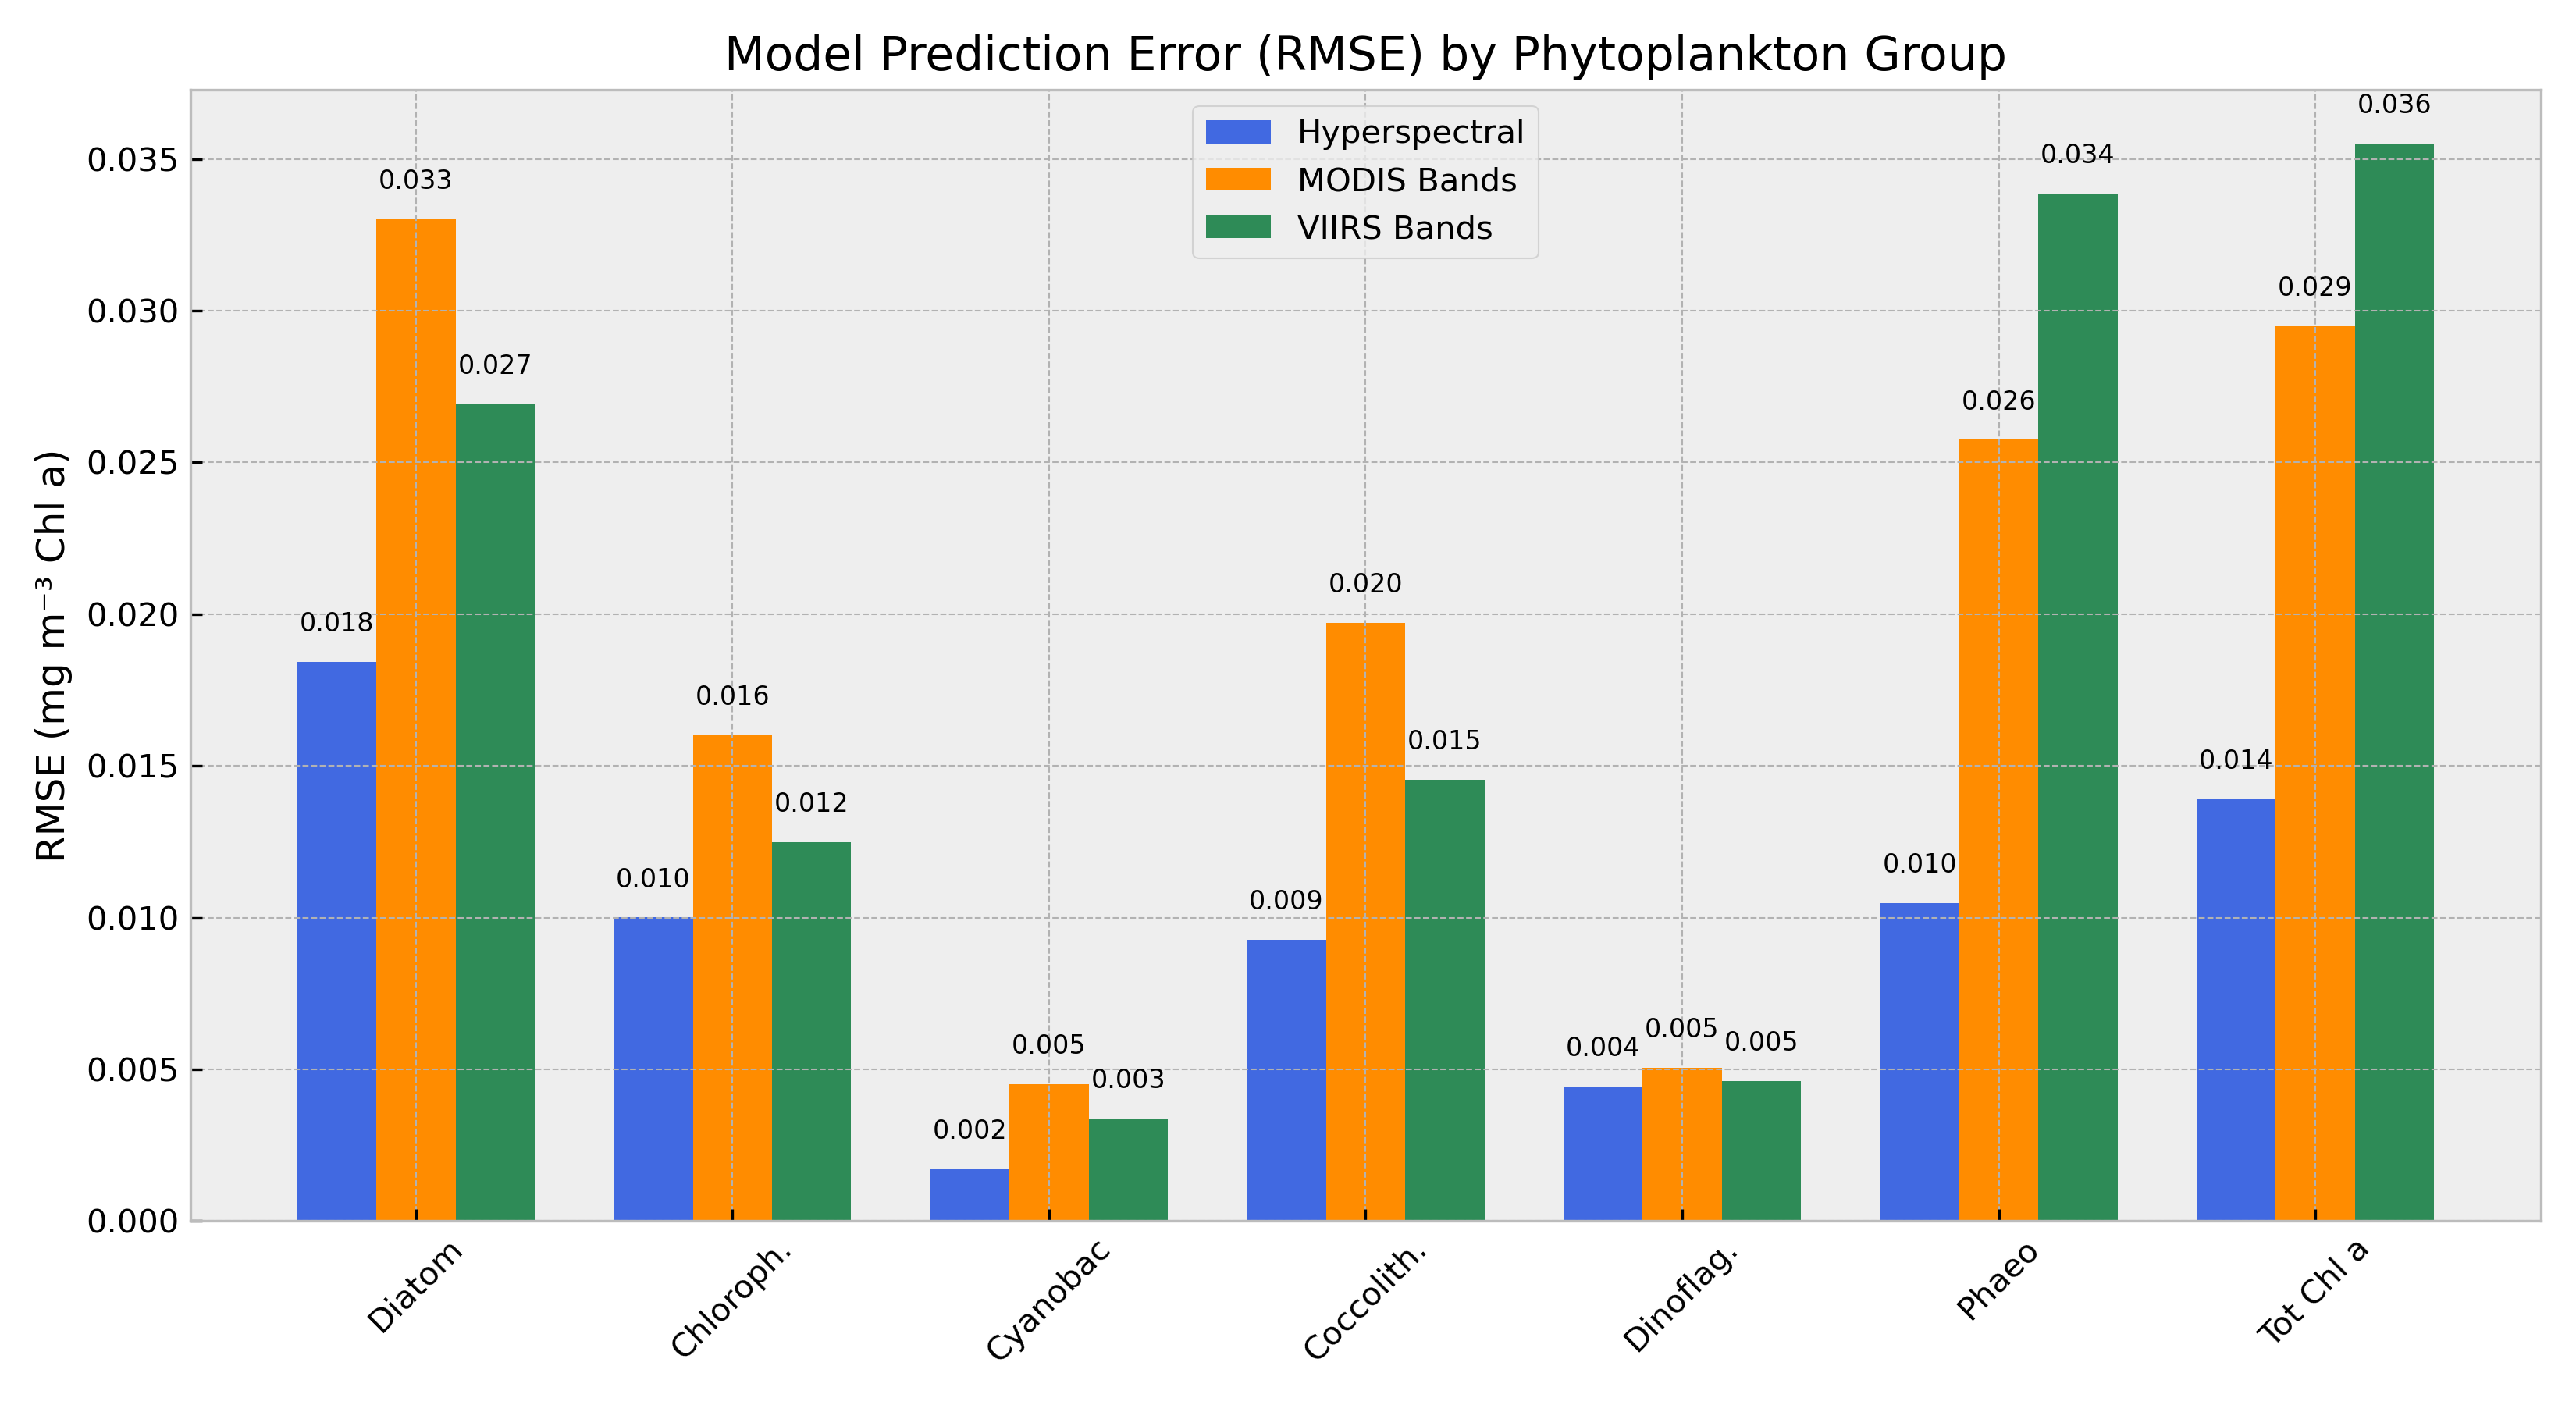 Model Prediction Error (RMSE) by Phytoplankton Group
Hyperspectral
MODIS Bands
VIIRS Bands
RMSE (mg m⁻³ Chl a)
0.035
0.030
0.025
0.020
0.015
0.010
0.005
0.000
0.018
0.033
0.027
0.010
0.016
0.012
0.002
0.005
0.003
0.009
0.020
0.015
0.004
0.005
0.005
0.010
0.026
0.034
0.014
0.029
0.036
Diatom
Chloroph.
Cyanobac
Coccolith.
Dinoflag.
Phaeo
Tot Chl a